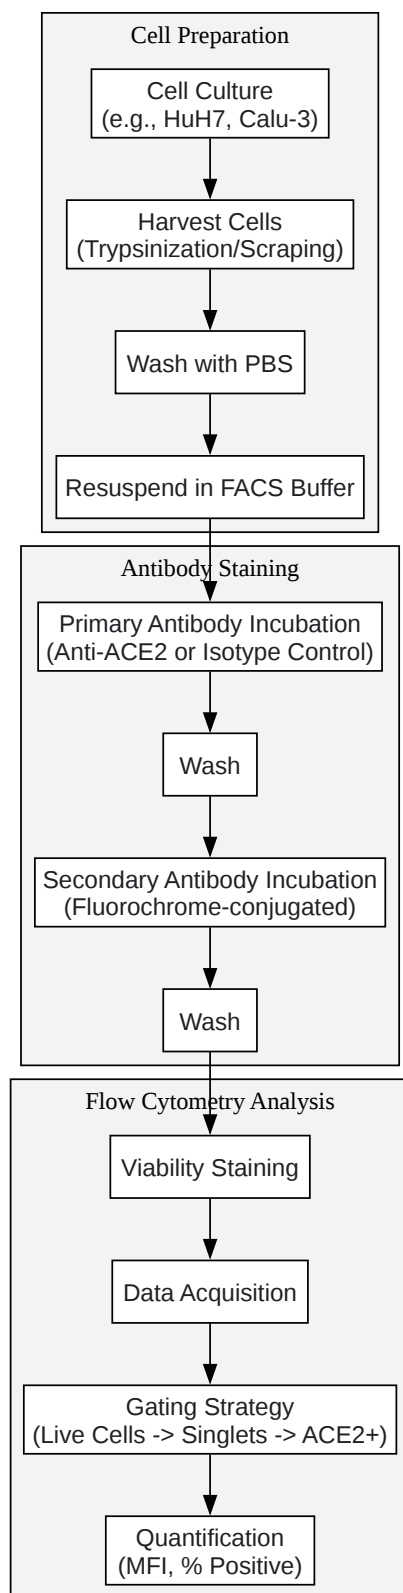 Cell Preparation
Cell Culture
(e.g., HuH7, Calu-3)
Harvest Cells
(Trypsinization/Scraping)
Wash with PBS
Resuspend in FACS Buffer
Antibody Staining
Primary Antibody Incubation
(Anti-ACE2 or Isotype Control)
Wash
Secondary Antibody Incubation
(Fluorochrome-conjugated)
Wash
Flow Cytometry Analysis
Viability Staining
Data Acquisition
Gating Strategy
(Live Cells -> Singlets -> ACE2+)
Quantification
(MFI, % Positive)